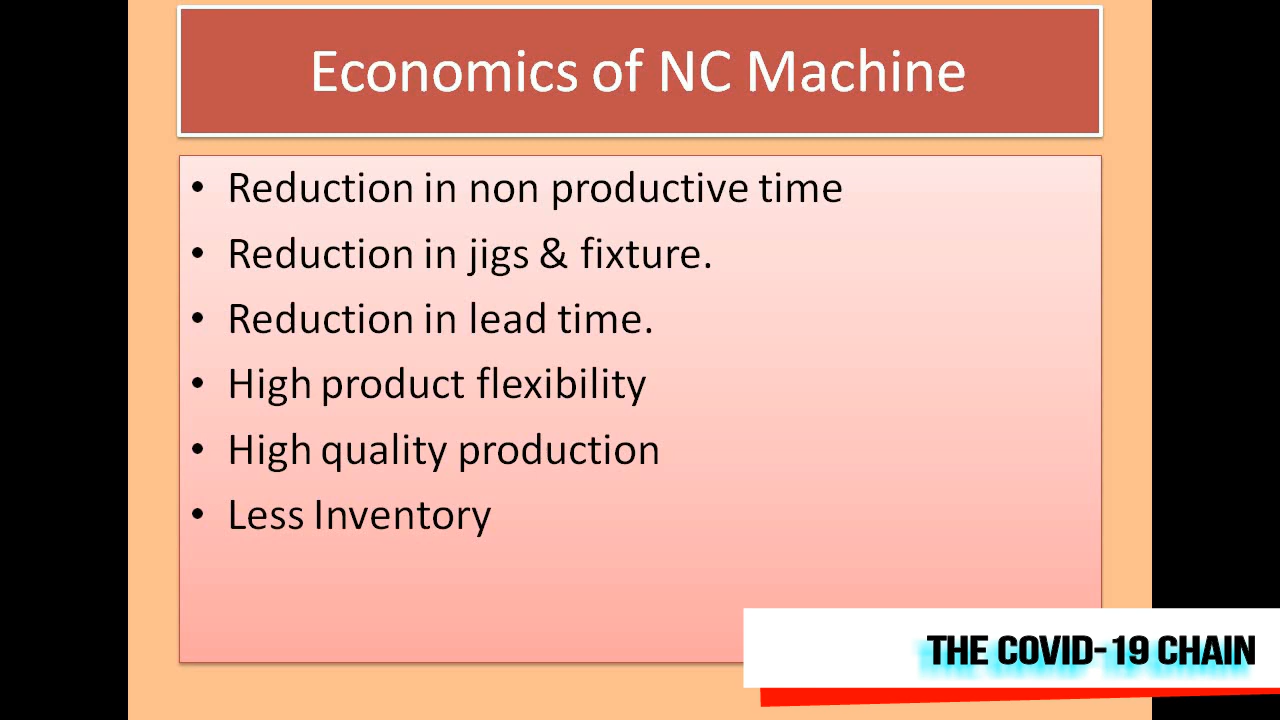 Economics of NC Machine
• Reduction in non productive time
• Reduction in jigs & fixture.
• Reduction in lead time.
• High product flexibility
• High quality production
• Less Inventory
THE COVID-19 CHAIN